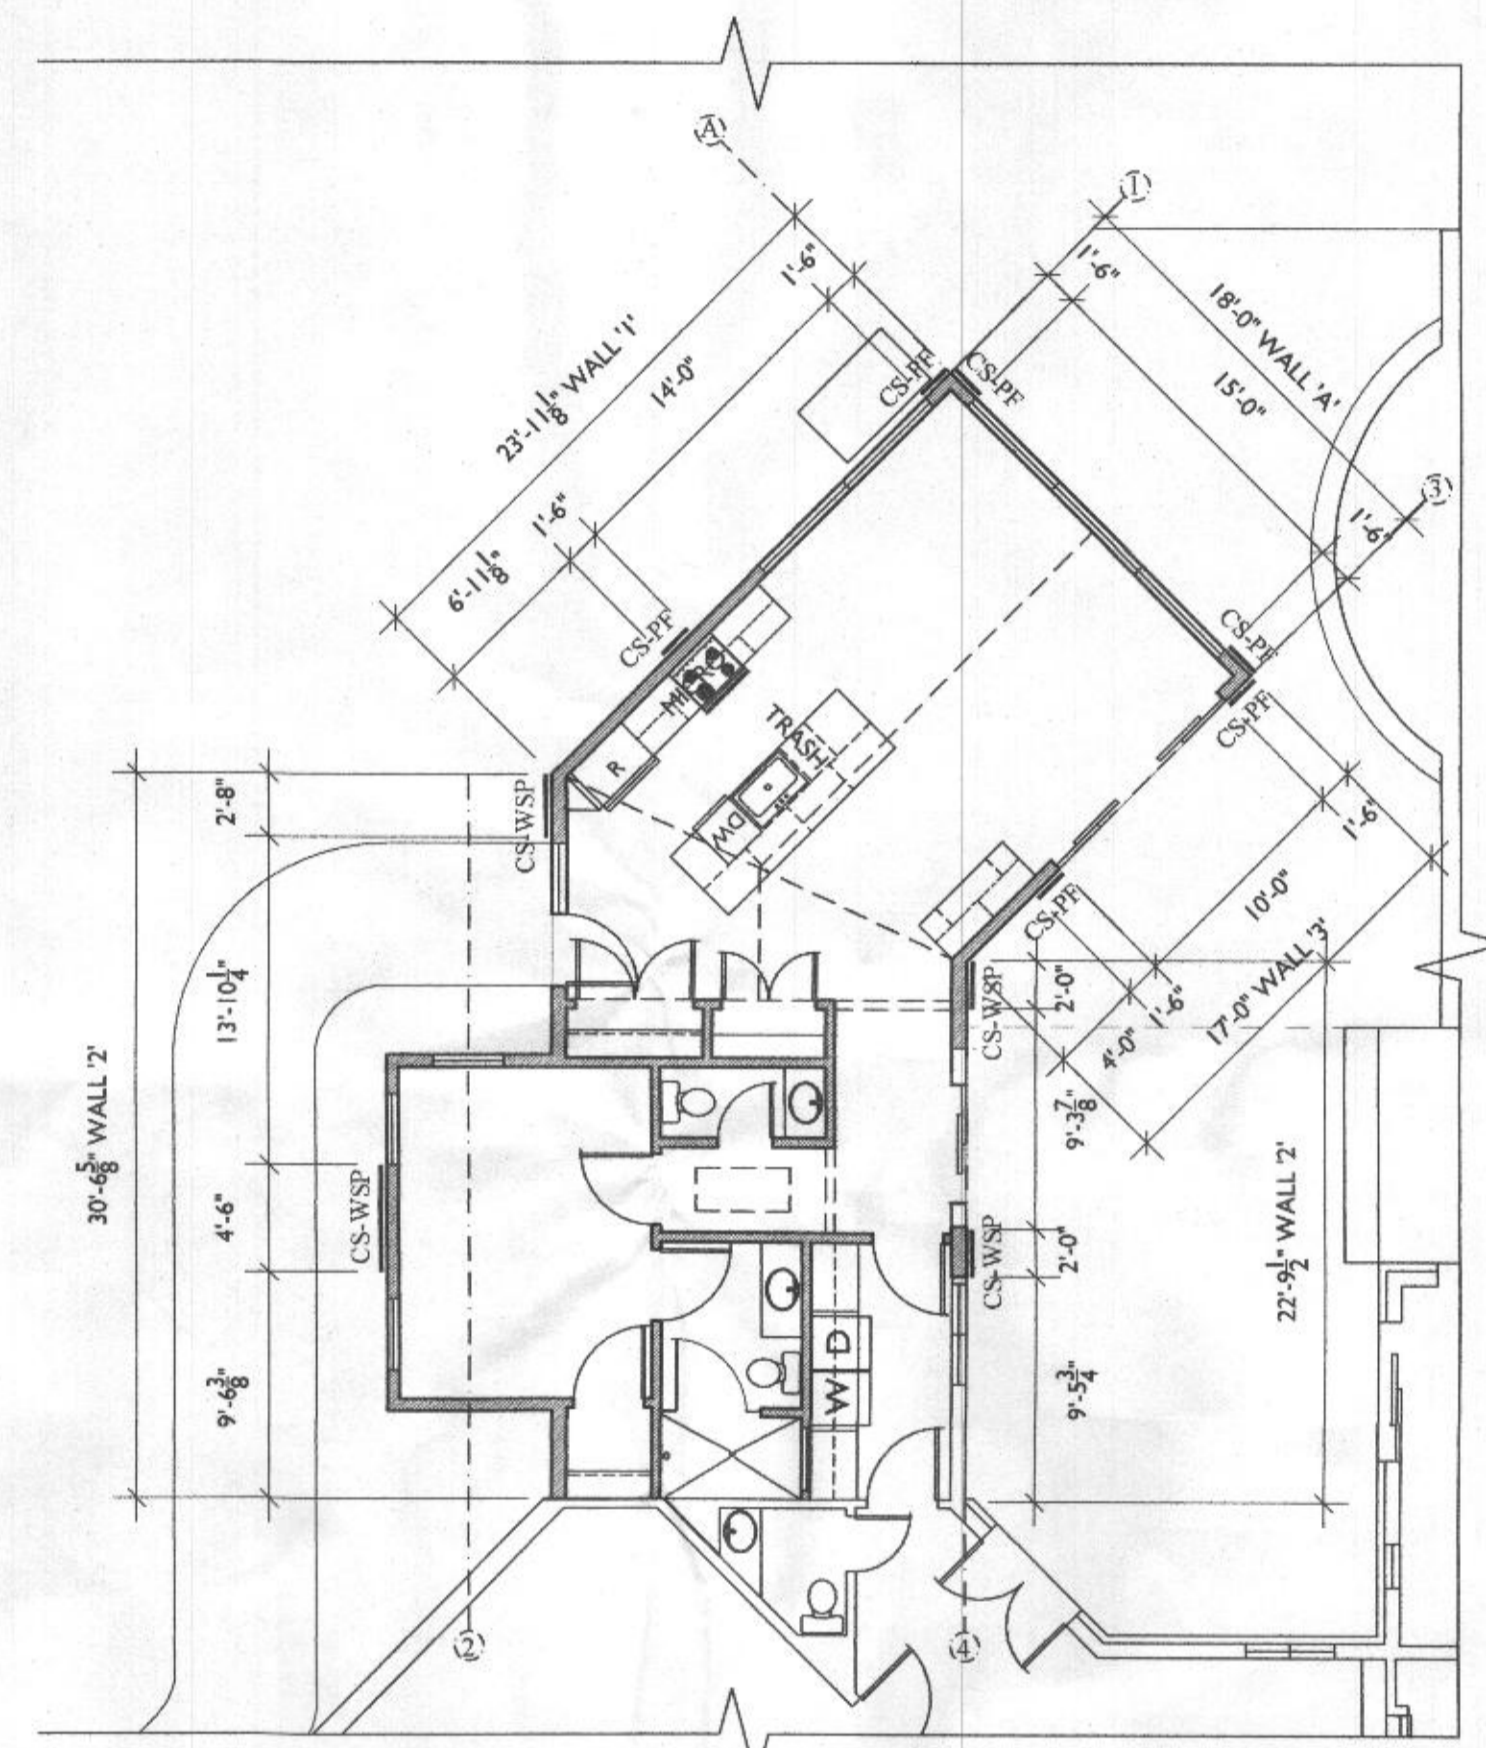 A
1
1'-6"
1'-6"
18'-0" WALL 'A'
23'-11 1/8" WALL '1'
14'-0"
15'-0"
CS-PF
CS-PF
3
1'-6"
1'-6"
6'-11 1/8"
CS-PF
CS-PF
CS-PF
MICRO
TRASH
R
DW
2'-8"
CS-WSP
1'-6"
10'-0"
CS-PF
17'-0" WALL '3'
1'-6"
4'-0"
13'-10 1/4"
CS-WSP
2'-0"
30'-6 5/8" WALL '2'
9'-3 7/8"
4'-6"
CS-WSP
CS-WSP
2'-0"
22'-9 1/2" WALL '2'
D
W
9'-6 3/8"
9'-5 3/4"
2
4